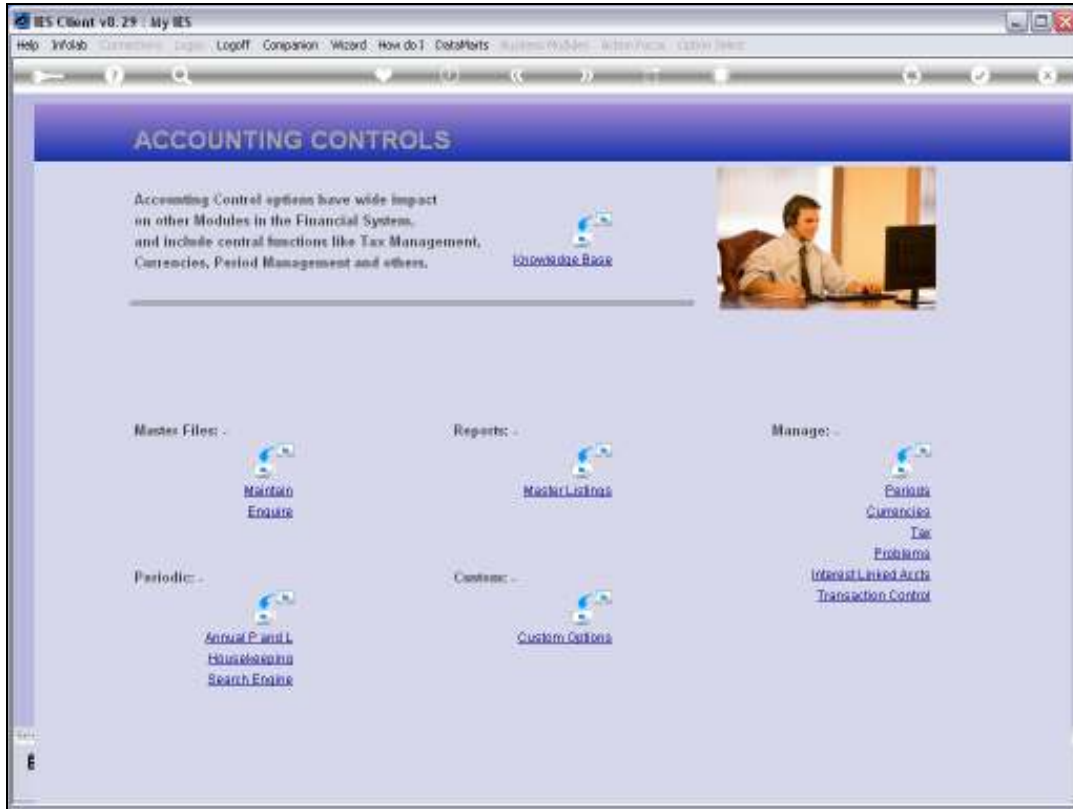 IES Client v8.29 : My IES
Help Infolab Logoff Companion Wizard How do I DataMarts
ACCOUNTING CONTROLS
Accounting Control options have wide impact
on other Modules in the Financial System,
and include central functions like Tax Management,
Currencies, Period Management and others.
Knowledge Base
Master Files: -
Maintain
Enquire
Reports: -
Master Listings
Manage: -
Periods
Currencies
Tax
Problems
Interest Linked Accts
Transaction Control
Periodic: -
Annual P and L
Housekeeping
Search Engine
Custom: -
Custom Options